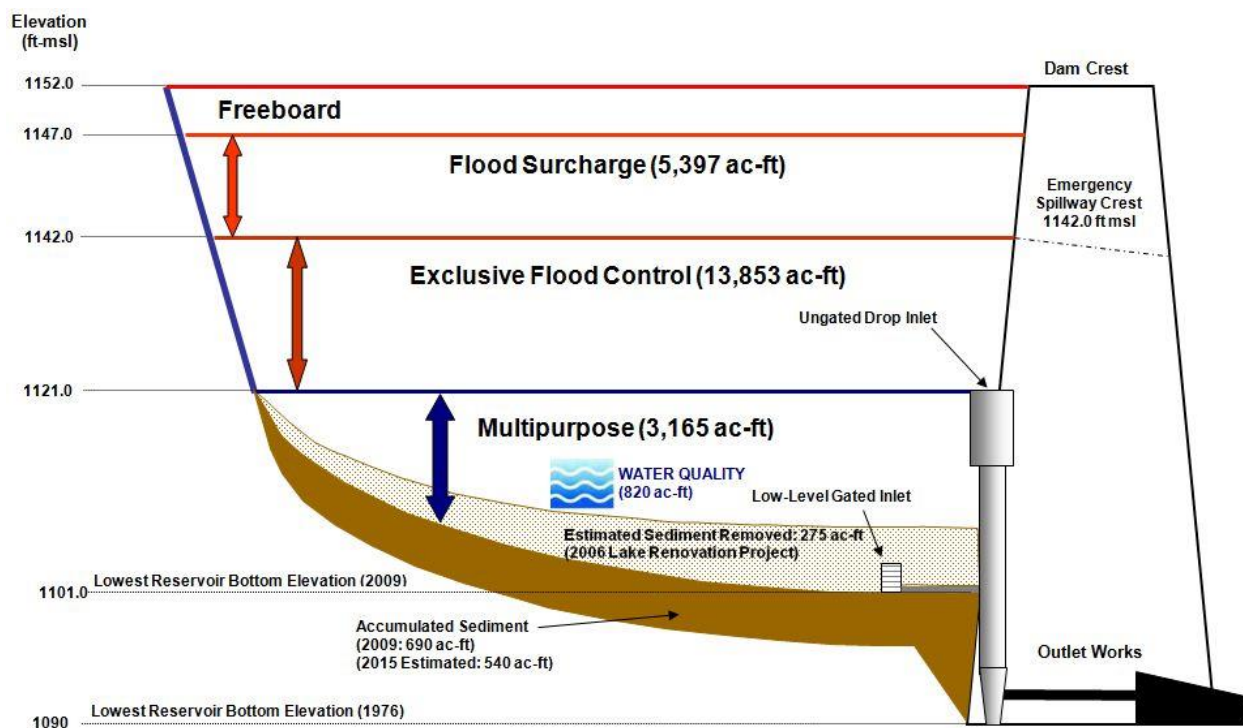 Elevation
(ft-msl)
1152.0
Dam Crest
Freeboard
1147.0
Flood Surcharge (5,397 ac-ft)
Emergency
Spillway Crest
1142.0 ft msl
1142.0
Exclusive Flood Control (13,853 ac-ft)
Ungated Drop Inlet
1121.0
Multipurpose (3,165 ac-ft)
WATER QUALITY
(820 ac-ft)
Low-Level Gated Inlet
Estimated Sediment Removed: 275 ac-ft
(2006 Lake Renovation Project)
Lowest Reservoir Bottom Elevation (2009)
1101.0
Accumulated Sediment
(2009: 690 ac-ft)
(2015 Estimated: 540 ac-ft)
Outlet Works
Lowest Reservoir Bottom Elevation (1976)
1090